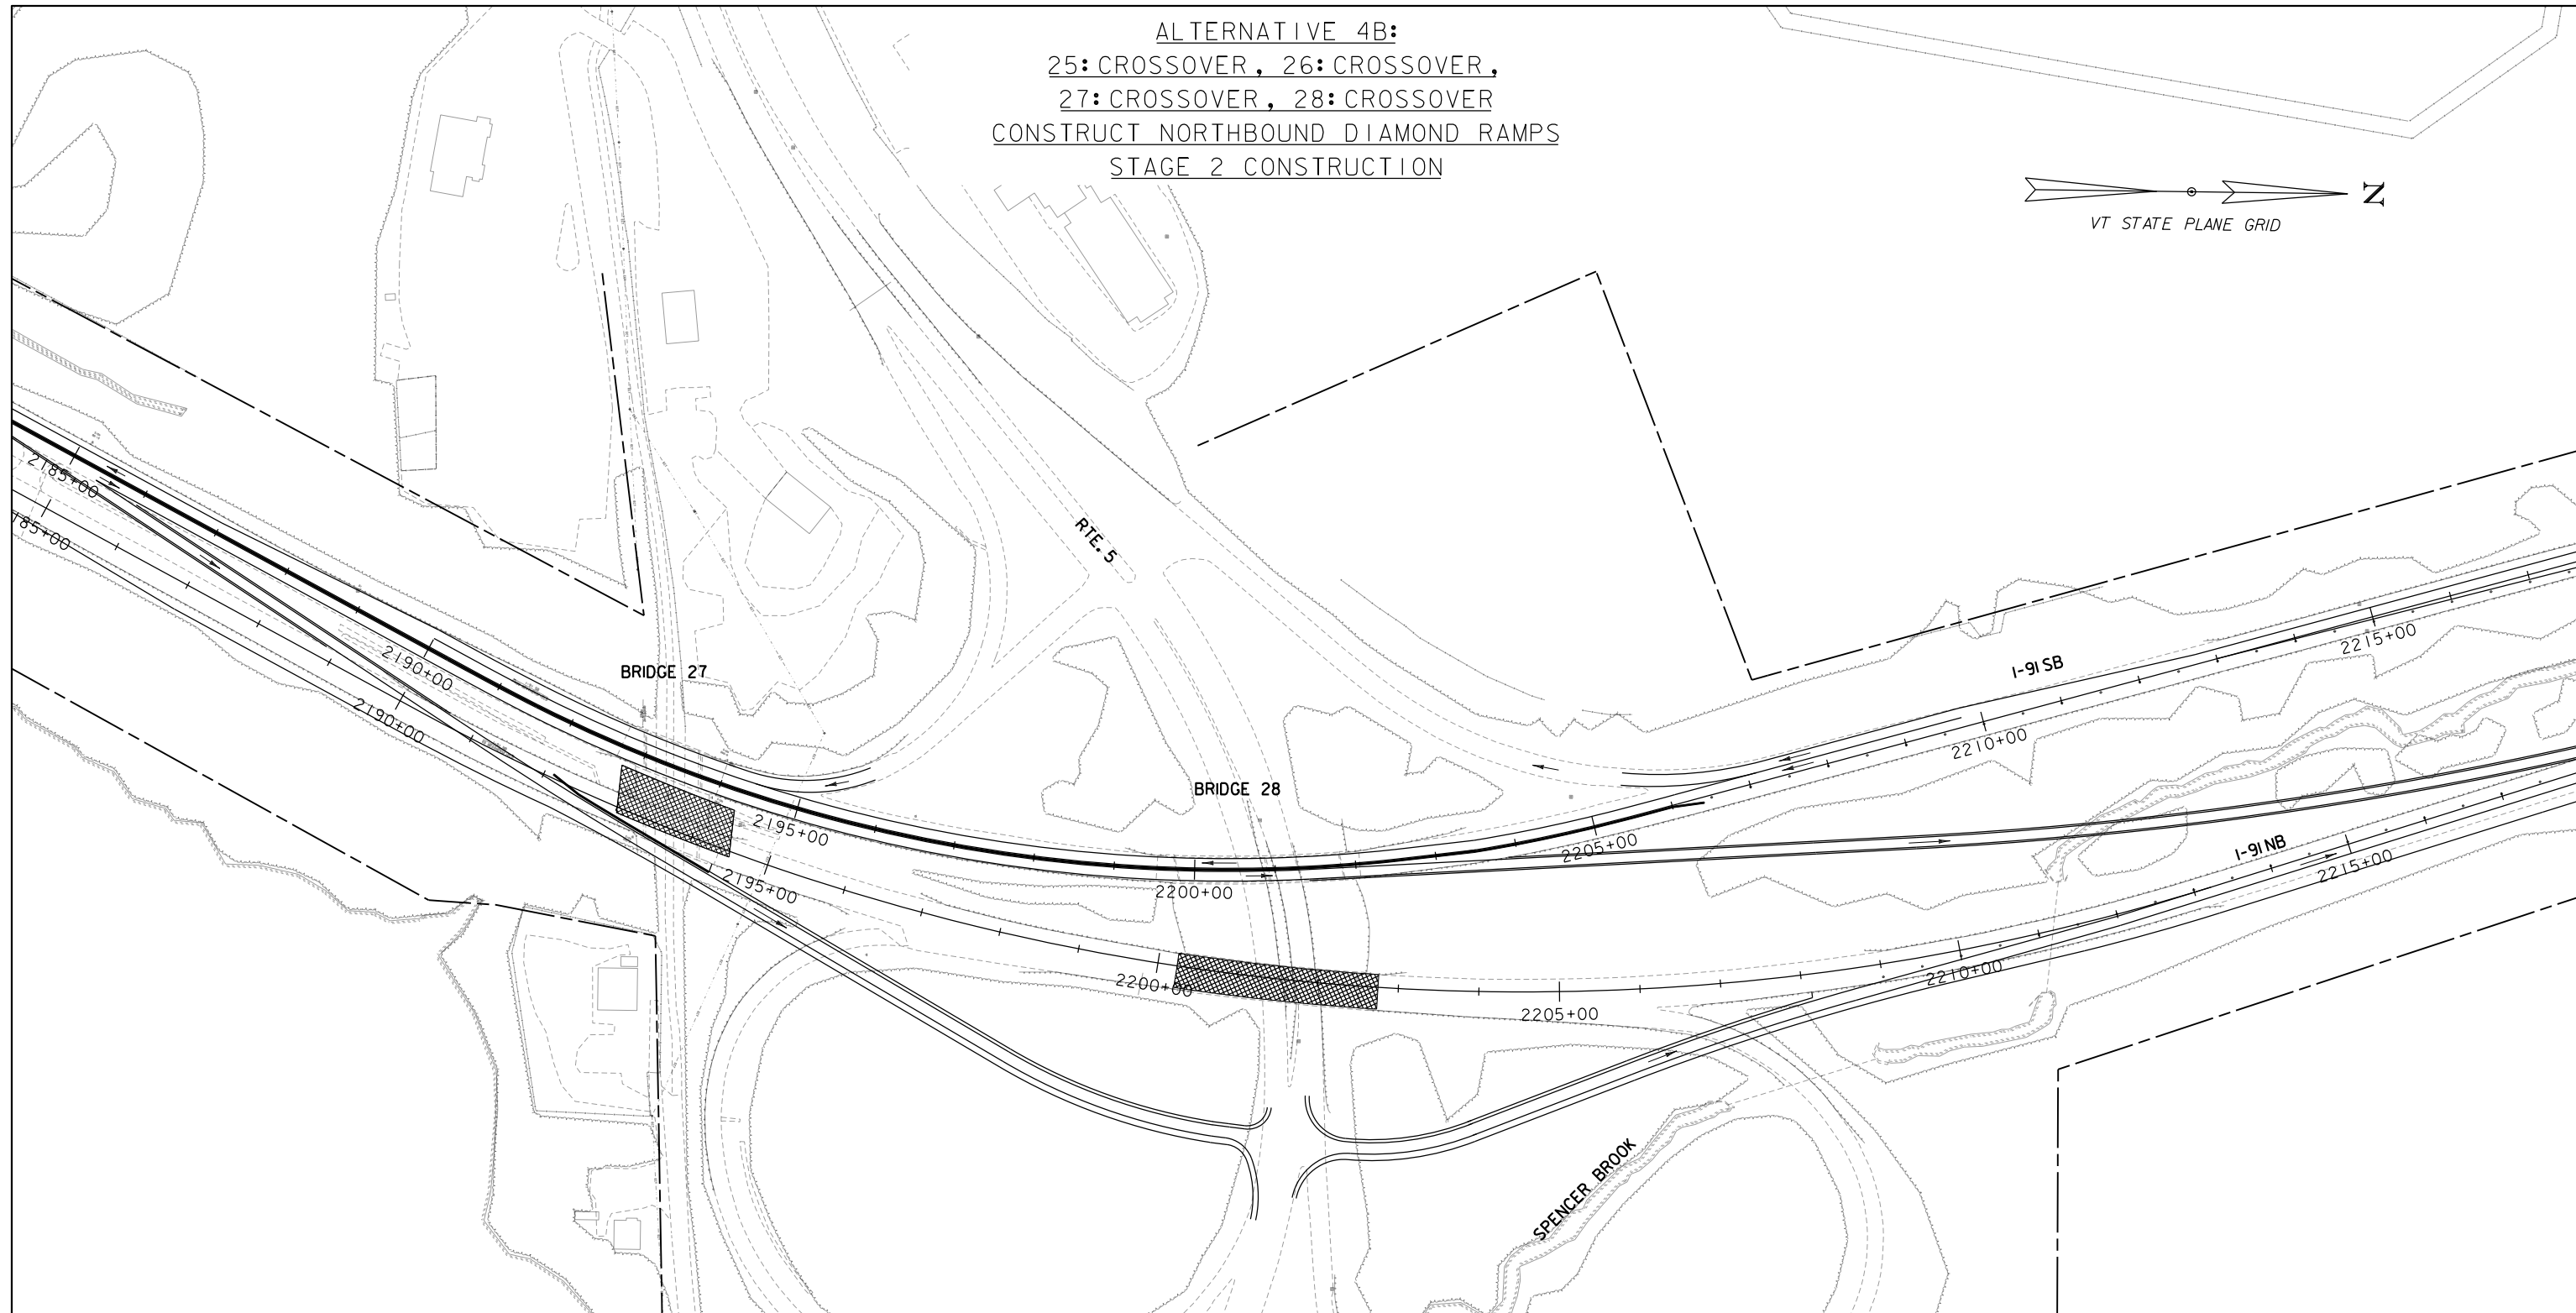 ALTERNATIVE 4B:
25: CROSSOVER, 26: CROSSOVER,
27: CROSSOVER, 28: CROSSOVER
CONSTRUCT NORTHBOUND DIAMOND RAMPS
STAGE 2 CONSTRUCTION
N
VT STATE PLANE GRID
2185+00
185+00
RTE. 5
2190+00
2190+00
BRIDGE 27
I-91 SB
2215+00
2210+00
BRIDGE 28
2195+00
2205+00
I-91 NB
2215+00
2195+00
2200+00
2200+00
2210+00
2205+00
SPENCER BROOK